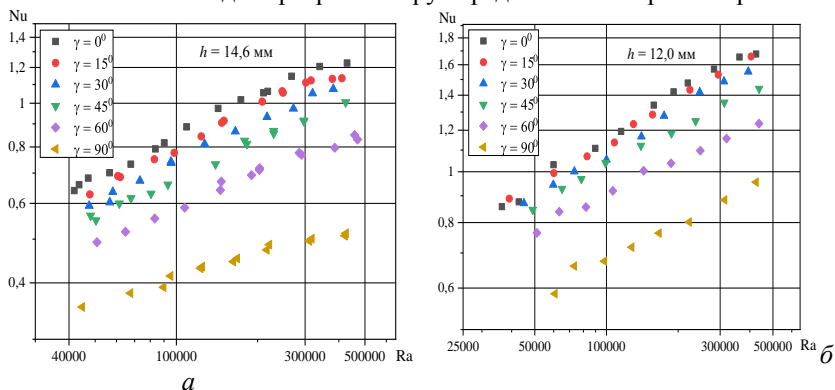 Nu
γ = 0⁰
γ = 15⁰
γ = 30⁰
γ = 45⁰
γ = 60⁰
γ = 90⁰
h = 14,6 мм
1,4
1,2
1
0,8
0,6
0,4
40000 100000 300000 500000 Ra
а
Nu
γ = 0⁰
γ = 15⁰
γ = 30⁰
γ = 45⁰
γ = 60⁰
γ = 90⁰
h = 12,0 мм
1,8
1,6
1,4
1,2
1
0,8
0,6
25000 50000 100000 300000 500000 Ra
б